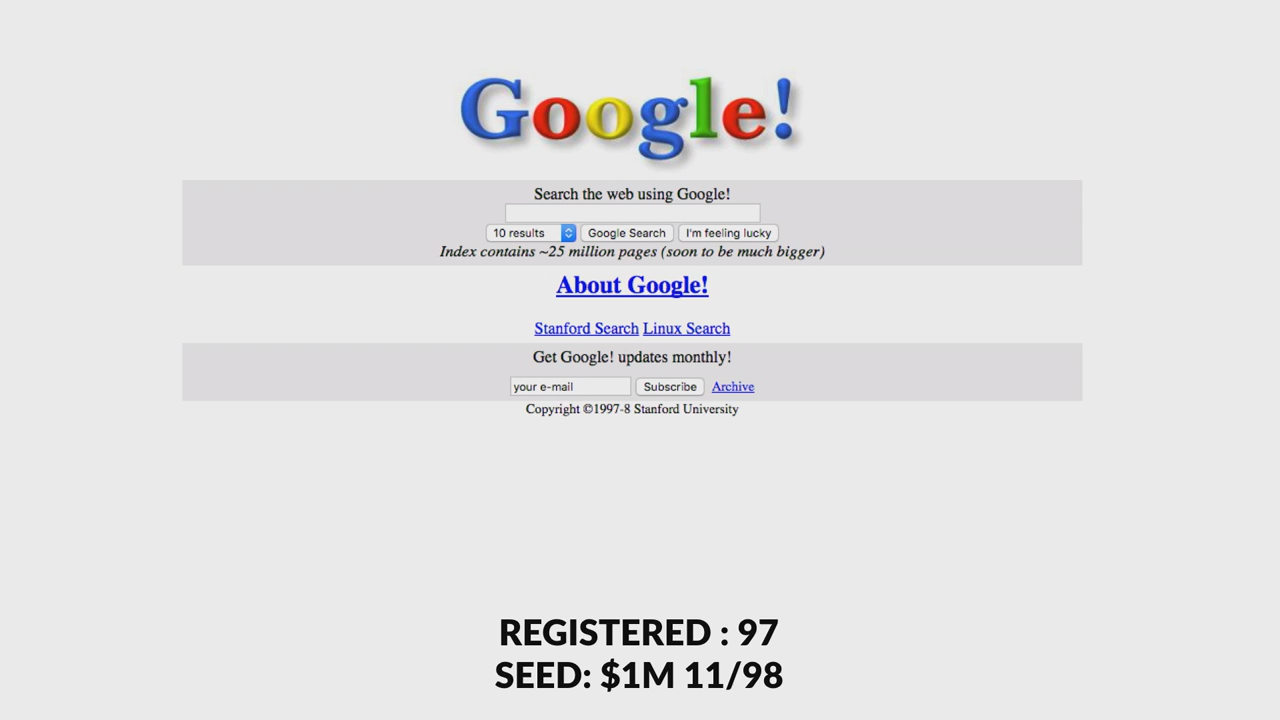 Google!
Search the web using Google!
10 results Google Search I'm feeling lucky
Index contains ~25 million pages (soon to be much bigger)
About Google!
Stanford Search Linux Search
Get Google! updates monthly!
your e-mail Subscribe Archive
Copyright ©1997-8 Stanford University
REGISTERED : 97
SEED: $1M 11/98